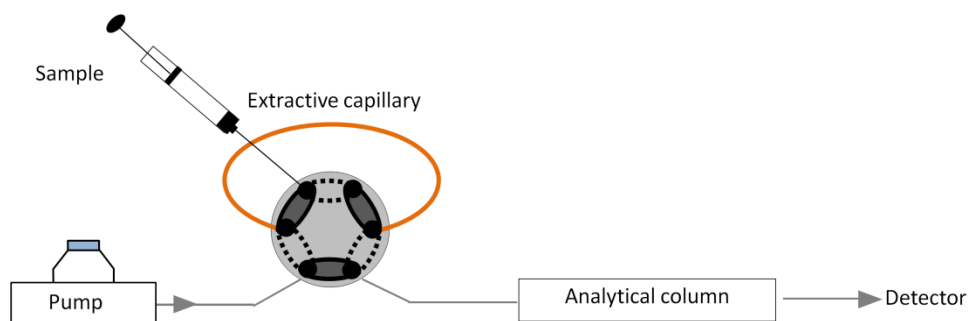 Sample
Extractive capillary
Pump
Analytical column
Detector